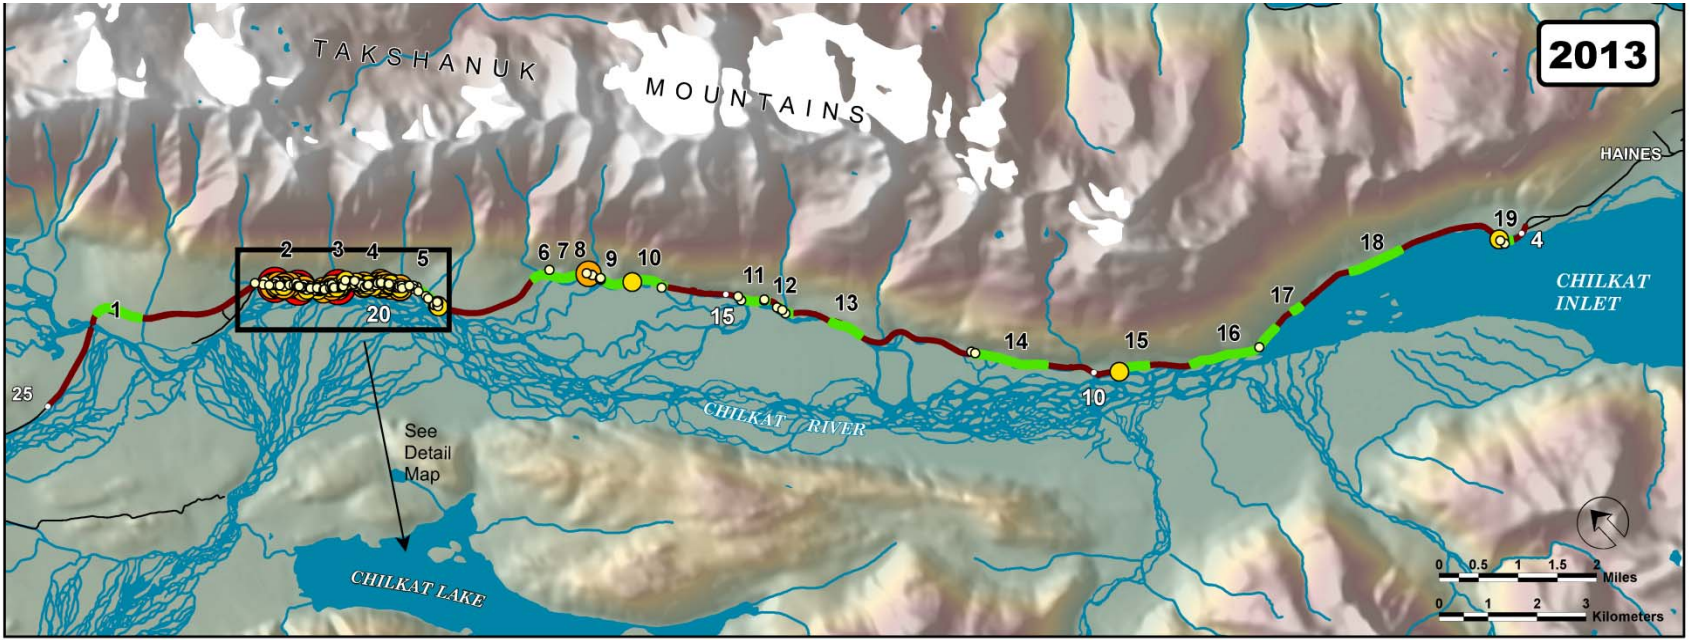 2013
TAKSHANUK
MOUNTAINS
HAINES
19
4
18
2
3
4
5
6
7
8
9
10
CHILKAT
INLET
1
20
11
12
13
15
17
14
15
16
25
10
CHILKAT RIVER
See
Detail
Map
CHILKAT LAKE
0 0.5 1 1.5 2
Miles
0 1 2 3
Kilometers